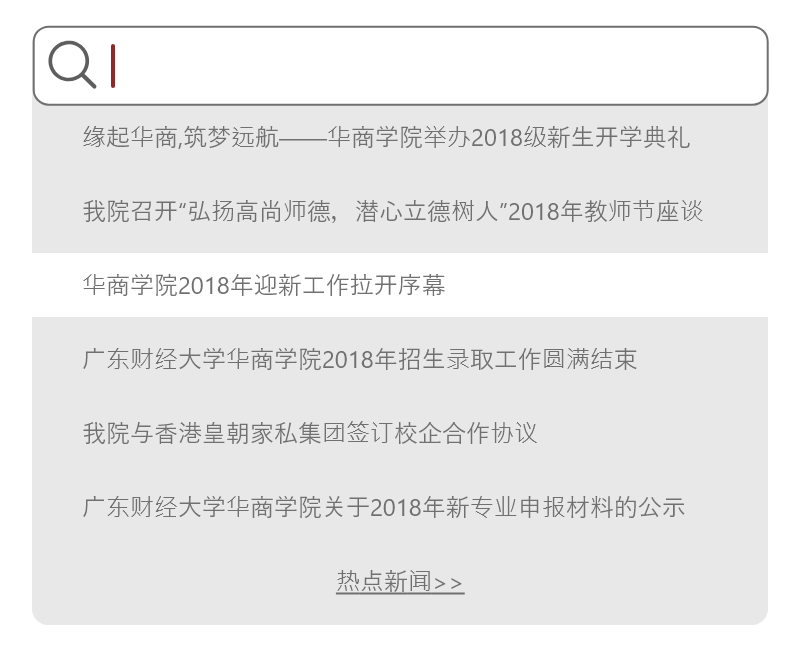 缘起华商,筑梦远航——华商学院举办2018级新生开学典礼
我院召开“弘扬高尚师德，潜心立德树人”2018年教师节座谈
华商学院2018年迎新工作拉开序幕
广东财经大学华商学院2018年招生录取工作圆满结束
我院与香港皇朝家私集团签订校企合作协议
广东财经大学华商学院关于2018年新专业申报材料的公示
热点新闻>>